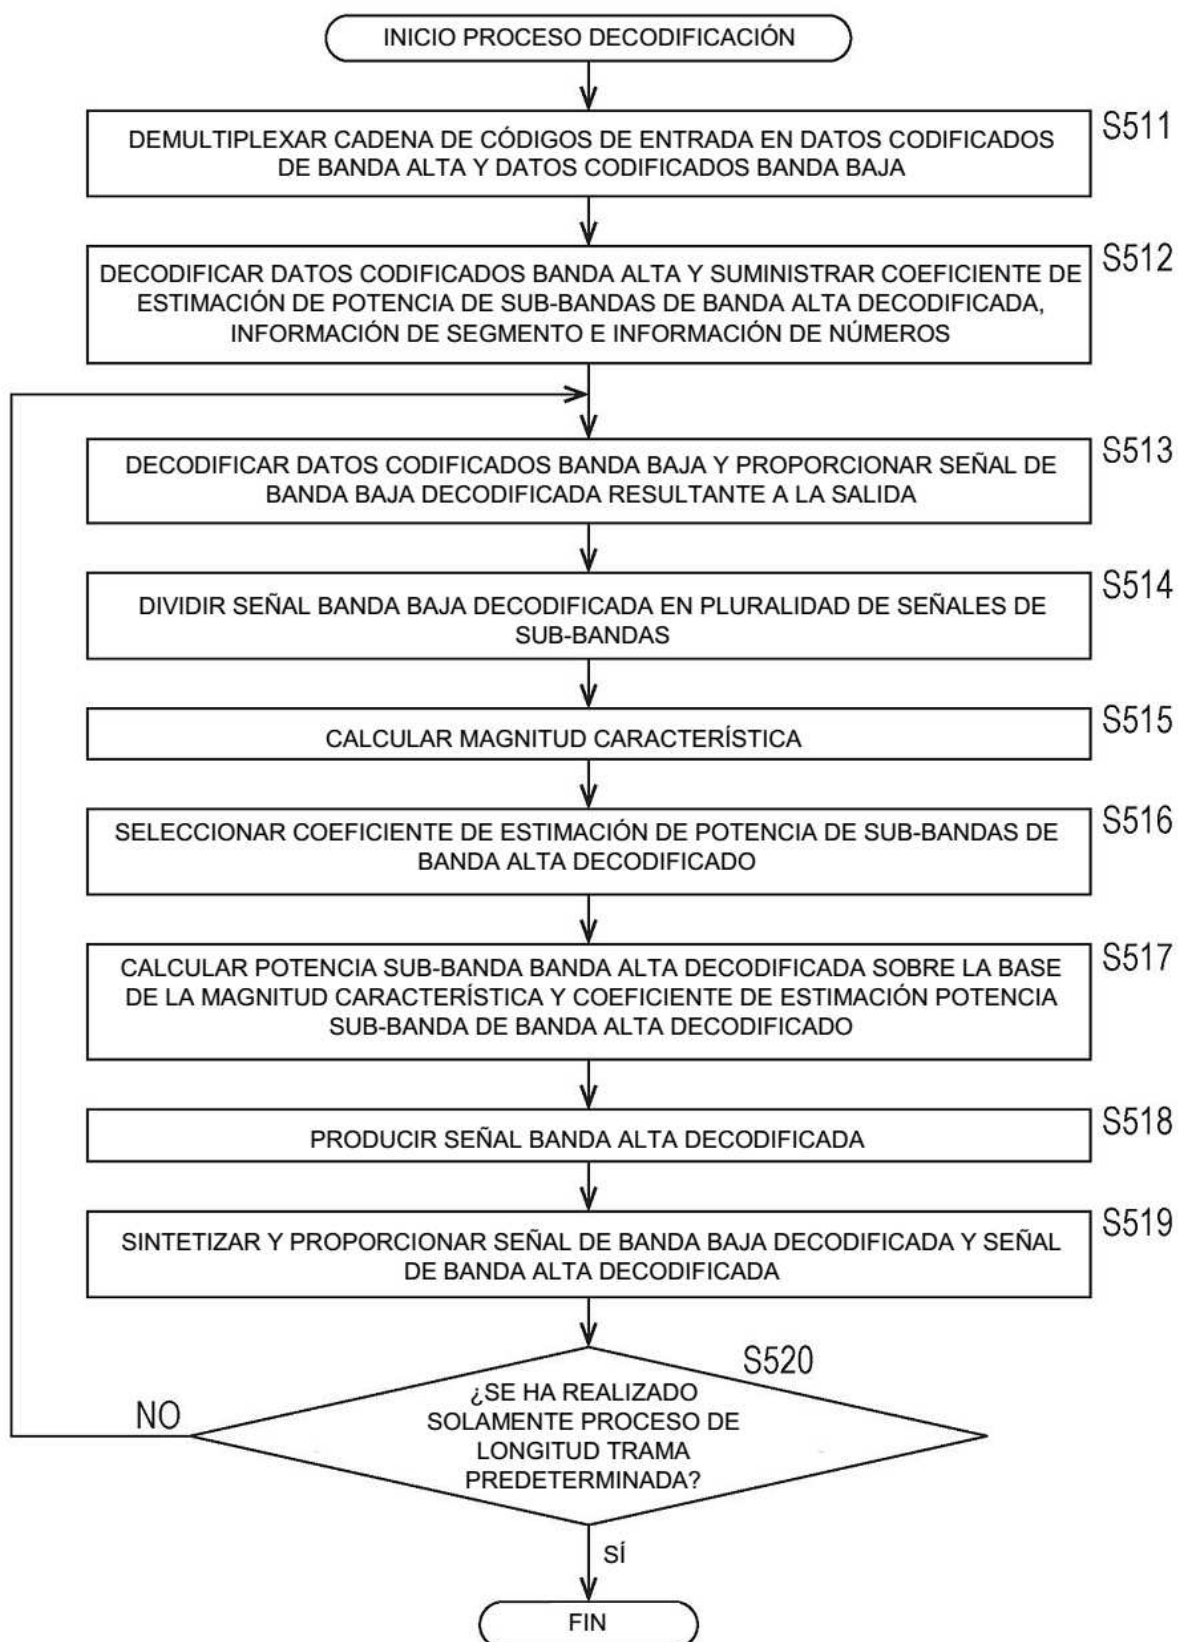 INICIO PROCESO DECODIFICACIÓN
S511
DEMULTIPLEXAR CADENA DE CÓDIGOS DE ENTRADA EN DATOS CODIFICADOS
DE BANDA ALTA Y DATOS CODIFICADOS BANDA BAJA
S512
DECODIFICAR DATOS CODIFICADOS BANDA ALTA Y SUMINISTRAR COEFICIENTE DE
ESTIMACIÓN DE POTENCIA DE SUB-BANDAS DE BANDA ALTA DECODIFICADA,
INFORMACIÓN DE SEGMENTO E INFORMACIÓN DE NÚMEROS
S513
DECODIFICAR DATOS CODIFICADOS BANDA BAJA Y PROPORCIONAR SEÑAL DE
BANDA BAJA DECODIFICADA RESULTANTE A LA SALIDA
S514
DIVIDIR SEÑAL BANDA BAJA DECODIFICADA EN PLURALIDAD DE SEÑALES DE
SUB-BANDAS
S515
CALCULAR MAGNITUD CARACTERÍSTICA
S516
SELECCIONAR COEFICIENTE DE ESTIMACIÓN DE POTENCIA DE SUB-BANDAS DE
BANDA ALTA DECODIFICADO
S517
CALCULAR POTENCIA SUB-BANDA BANDA ALTA DECODIFICADA SOBRE LA BASE
DE LA MAGNITUD CARACTERÍSTICA Y COEFICIENTE DE ESTIMACIÓN POTENCIA
SUB-BANDA DE BANDA ALTA DECODIFICADO
S518
PRODUCIR SEÑAL BANDA ALTA DECODIFICADA
S519
SINTETIZAR Y PROPORCIONAR SEÑAL DE BANDA BAJA DECODIFICADA Y SEÑAL
DE BANDA ALTA DECODIFICADA
S520
¿SE HA REALIZADO
SOLAMENTE PROCESO DE
LONGITUD TRAMA
PREDETERMINADA?
NO
SÍ
FIN